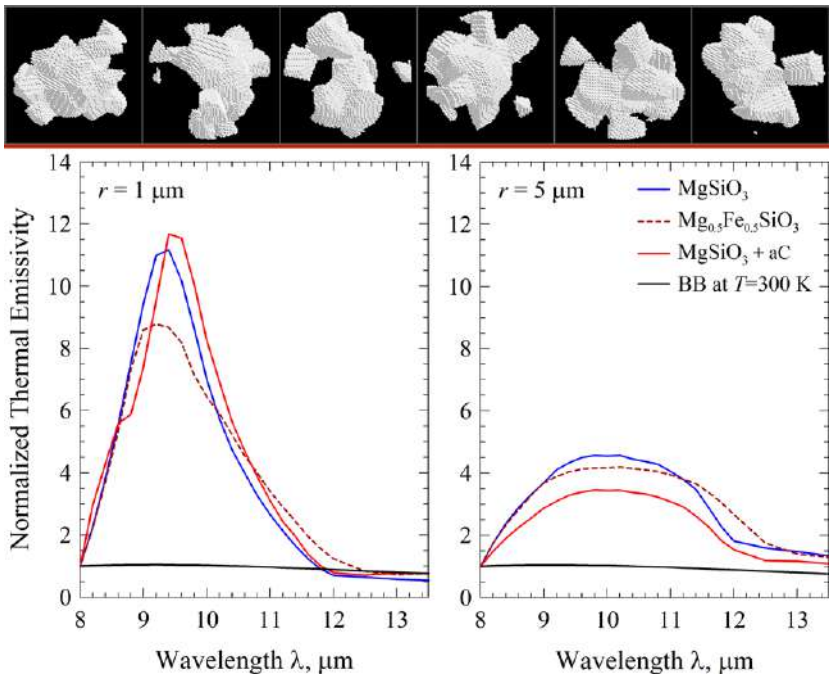 14
12
10
8
6
4
2
0
Normalized Thermal Emissivity
r = 1 μm
8 9 10 11 12 13
Wavelength λ, μm
14
12
10
8
6
4
2
0
r = 5 μm
MgSiO₃
Mg₀.₅Fe₀.₅SiO₃
MgSiO₃ + aC
BB at T=300 K
8 9 10 11 12 13
Wavelength λ, μm